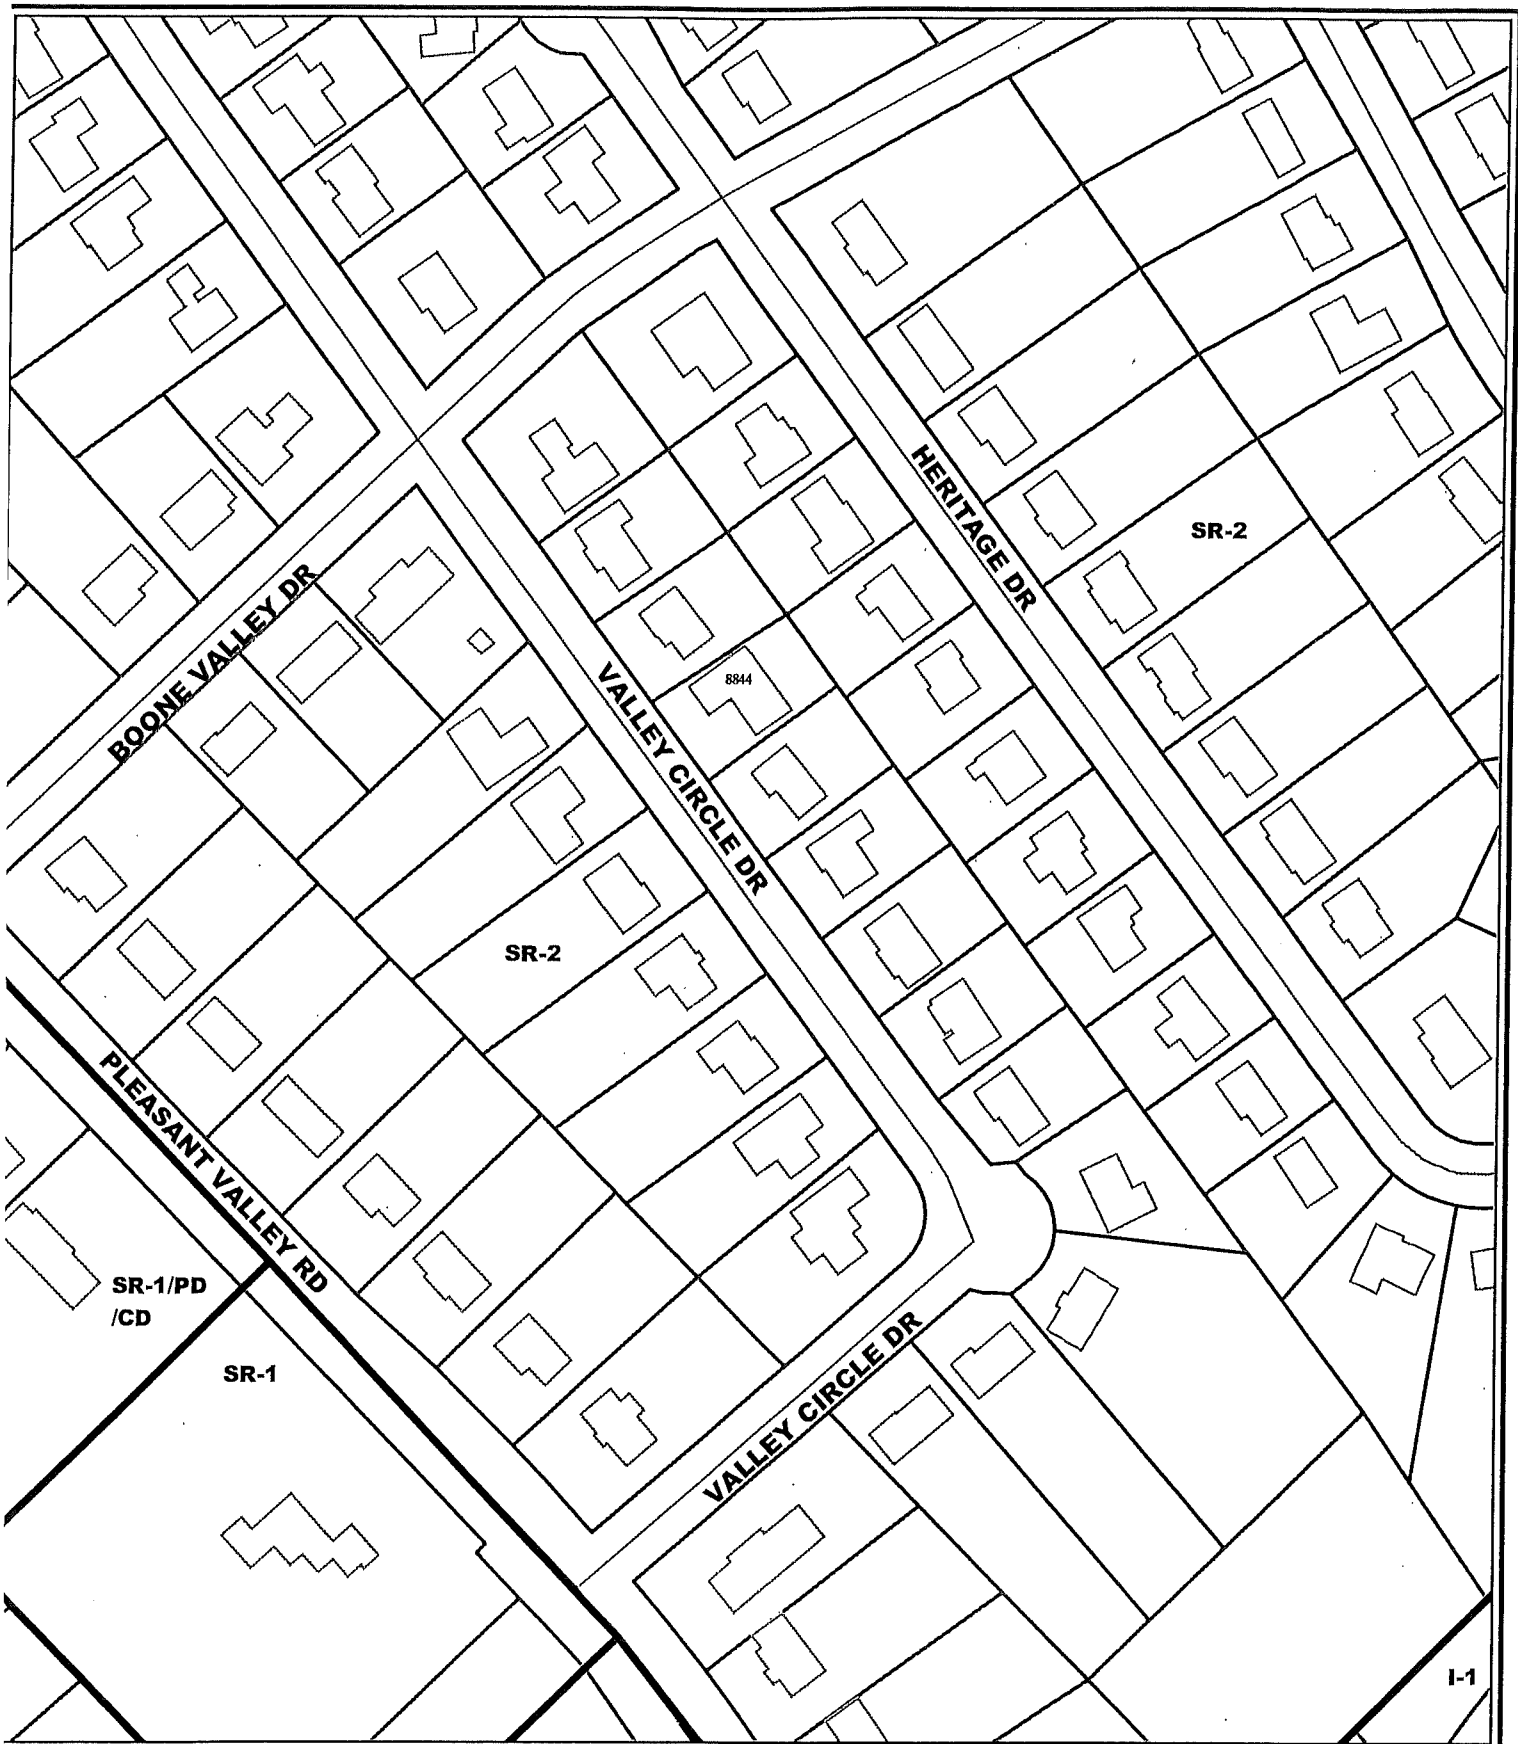 HERITAGE DR
SR-2
BOONE VALLEY DR
8844
VALLEY CIRCLE DR
SR-2
PLEASANT VALLEY RD
SR-1/PD
/CD
SR-1
VALLEY CIRCLE DR
I-1